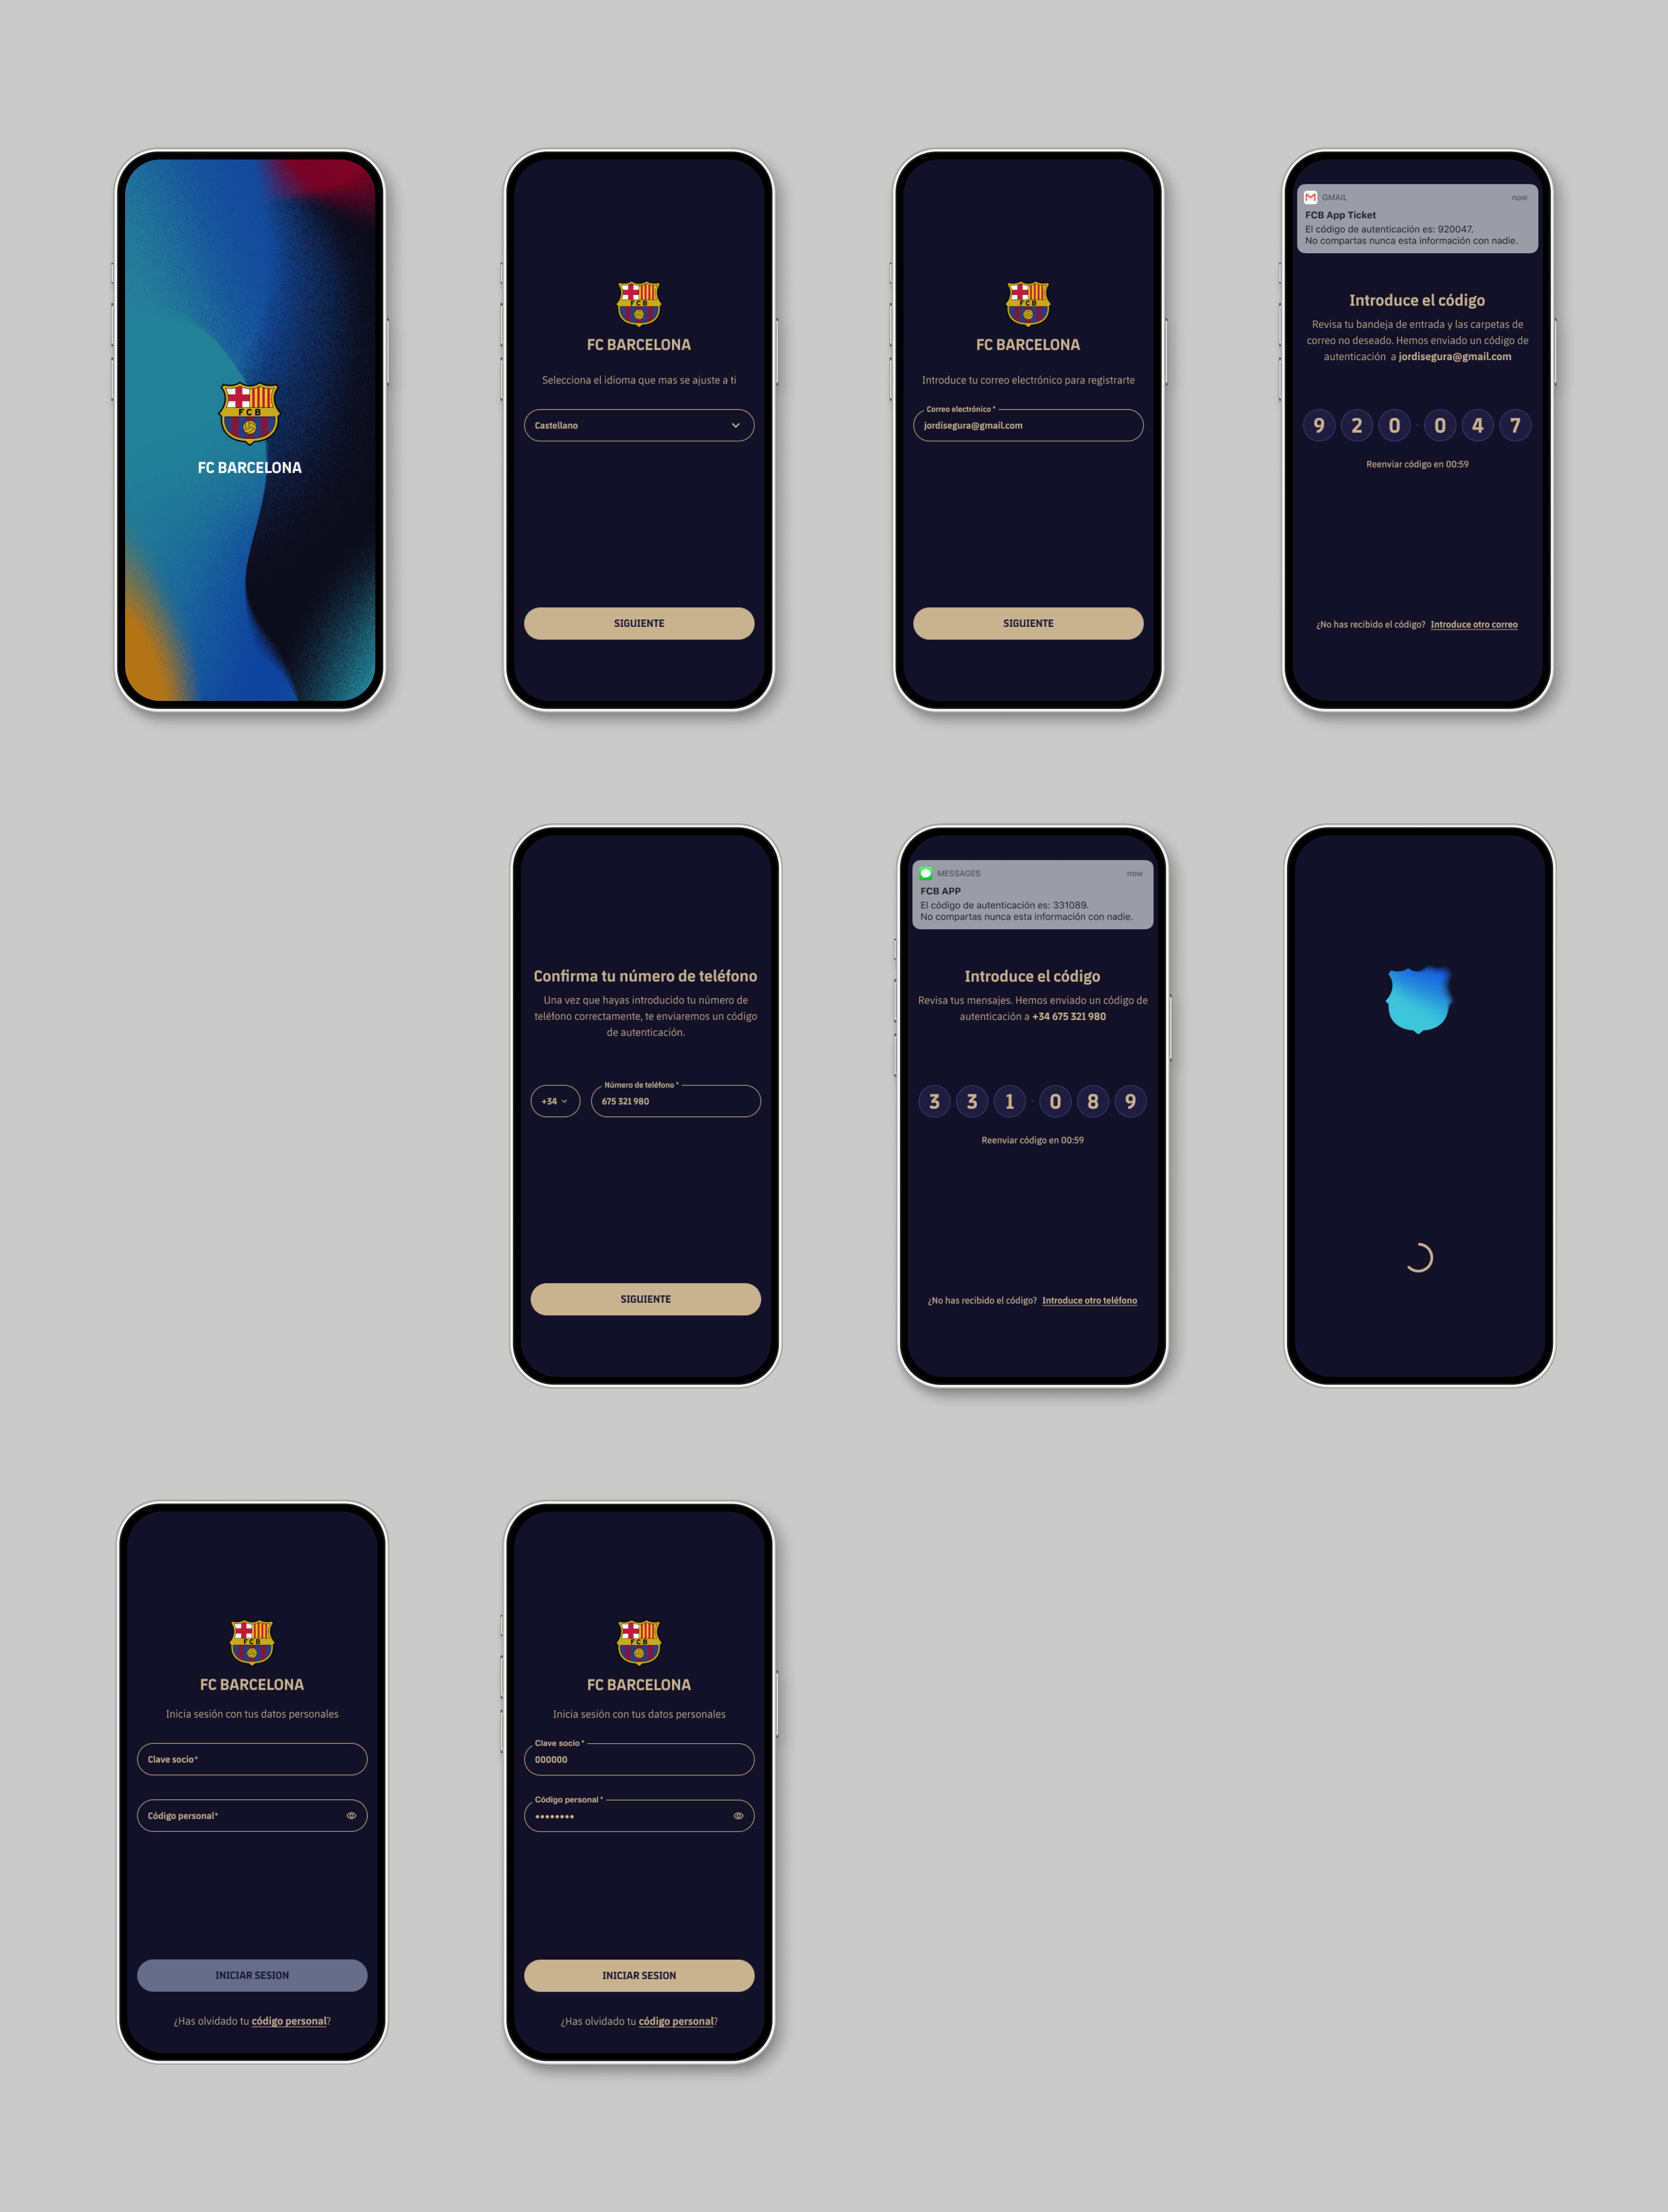 FCB
FC BARCELONA
FCB
FC BARCELONA
Selecciona el idioma que mas se ajuste a ti
Castellano
SIGUIENTE
FCB
FC BARCELONA
Introduce tu correo electrónico para registrarte
Correo electrónico *
jordisegura@gmail.com
SIGUIENTE
GMAIL now
FCB App Ticket
El código de autenticación es: 920047.
No compartas nunca esta información con nadie.
Introduce el código
Revisa tu bandeja de entrada y las carpetas de
correo no deseado. Hemos enviado un código de
autenticación a jordisegura@gmail.com
9 2 0 - 0 4 7
Reenviar código en 00:59
¿No has recibido el código? Introduce otro correo
Confirma tu número de teléfono
Una vez que hayas introducido tu número de
teléfono correctamente, te enviaremos un código
de autenticación.
Número de teléfono *
+34 675 321 980
SIGUIENTE
MESSAGES now
FCB APP
El código de autenticación es: 331089.
No compartas nunca esta información con nadie.
Introduce el código
Revisa tus mensajes. Hemos enviado un código de
autenticación a +34 675 321 980
3 3 1 - 0 8 9
Reenviar código en 00:59
¿No has recibido el código? Introduce otro teléfono
FCB
FC BARCELONA
Inicia sesión con tus datos personales
Clave socio*
Código personal*
INICIAR SESION
¿Has olvidado tu código personal?
FCB
FC BARCELONA
Inicia sesión con tus datos personales
Clave socio *
000000
Código personal *
••••••••
INICIAR SESION
¿Has olvidado tu código personal?